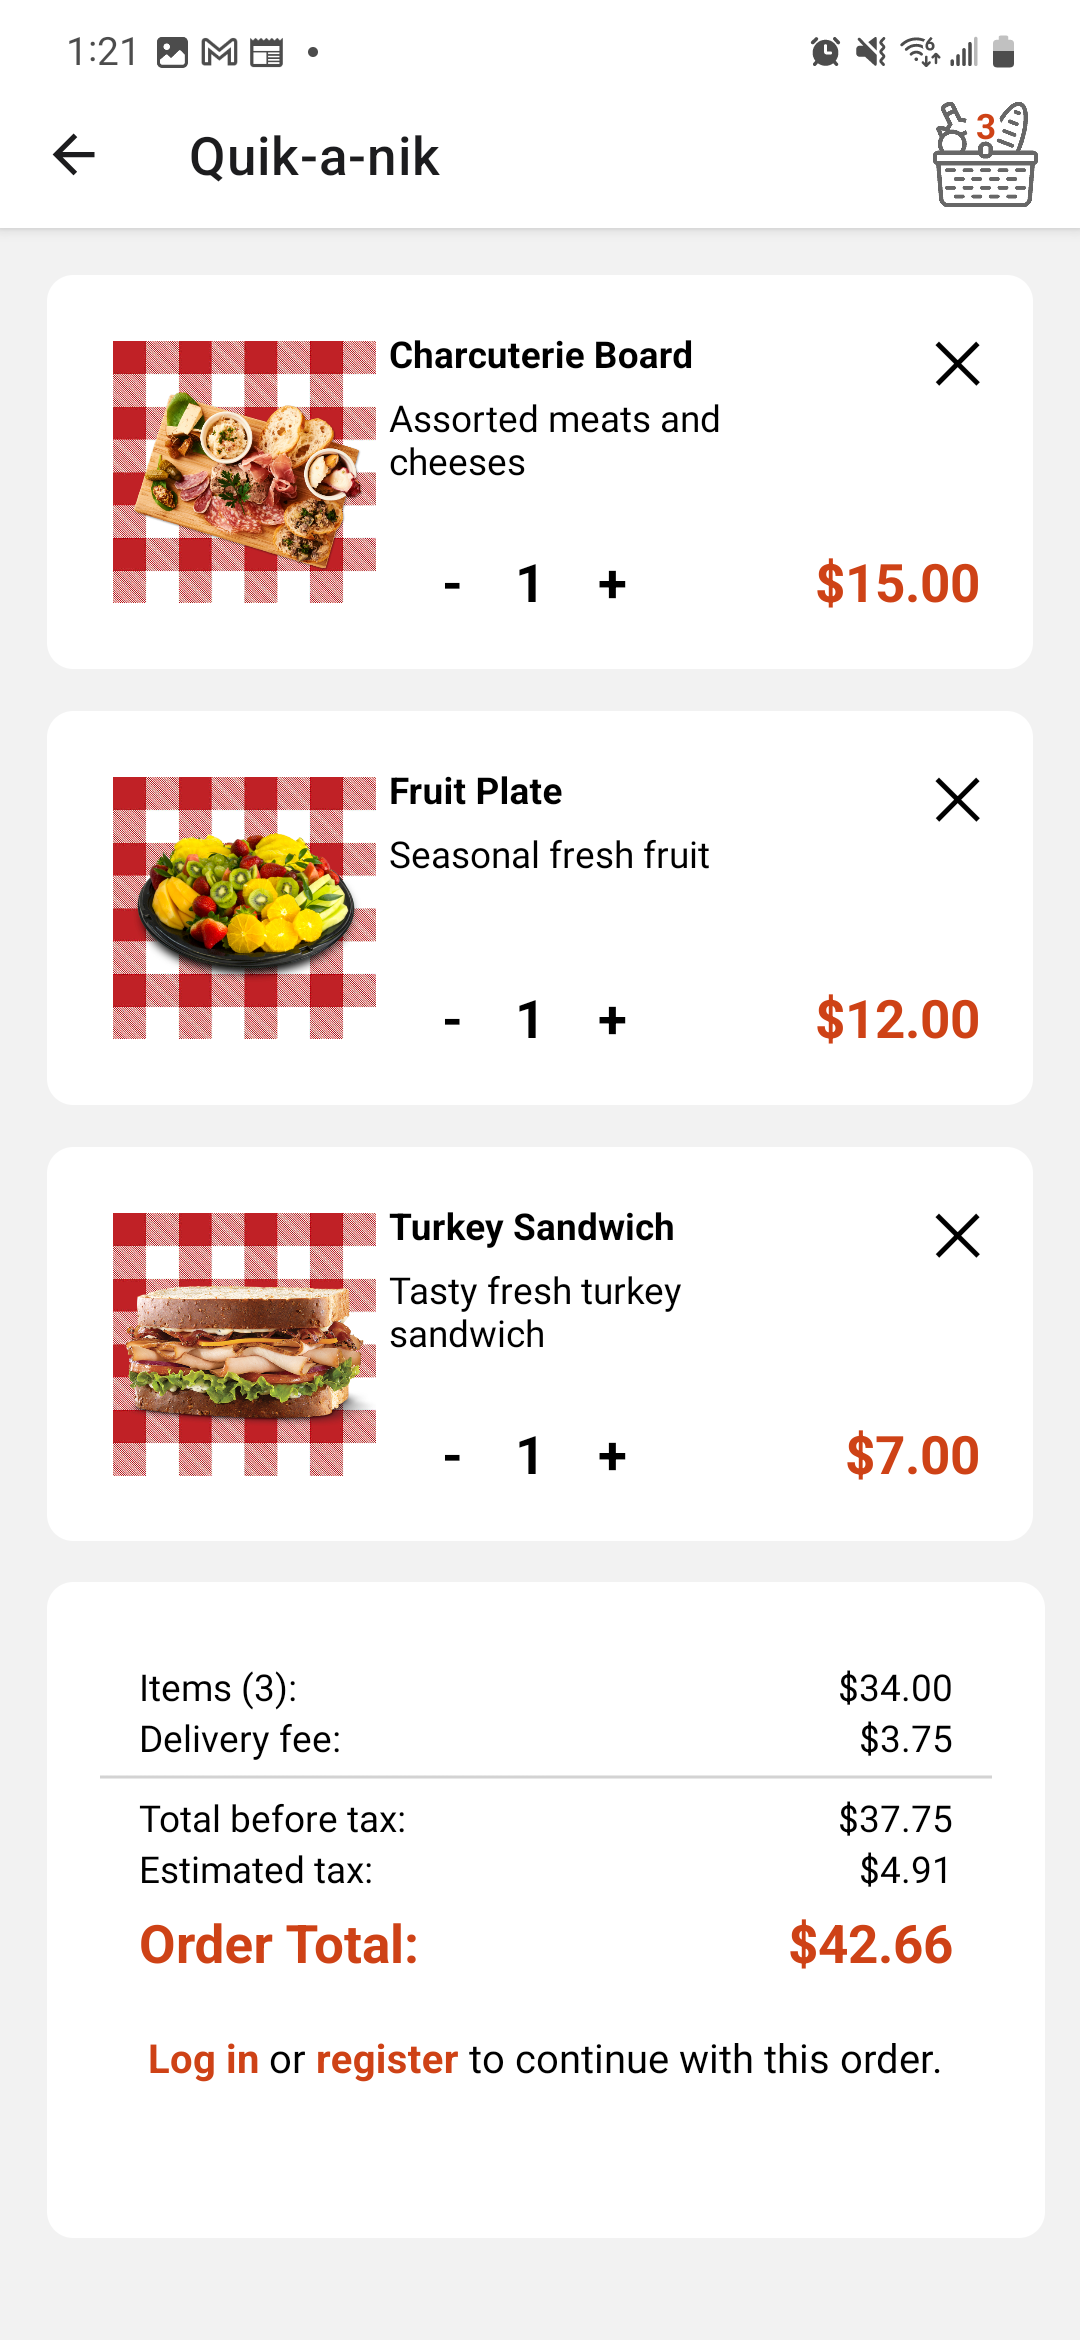 1:21
Quik-a-nik
3
Charcuterie Board
Assorted meats and
cheeses
- 1 + $15.00
Fruit Plate
Seasonal fresh fruit
- 1 + $12.00
Turkey Sandwich
Tasty fresh turkey
sandwich
- 1 + $7.00
Items (3): $34.00
Delivery fee: $3.75
Total before tax: $37.75
Estimated tax: $4.91
Order Total: $42.66
Log in or register to continue with this order.